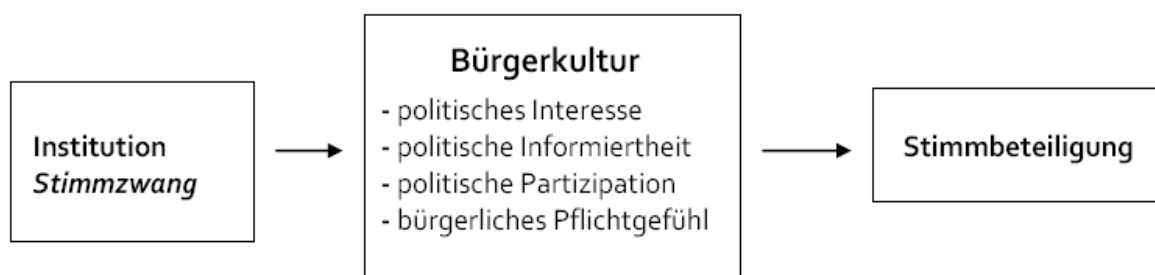 Institution
Stimmzwang
Bürgerkultur
- politisches Interesse
- politische Informiertheit
- politische Partizipation
- bürgerliches Pflichtgefühl
Stimmbeteiligung